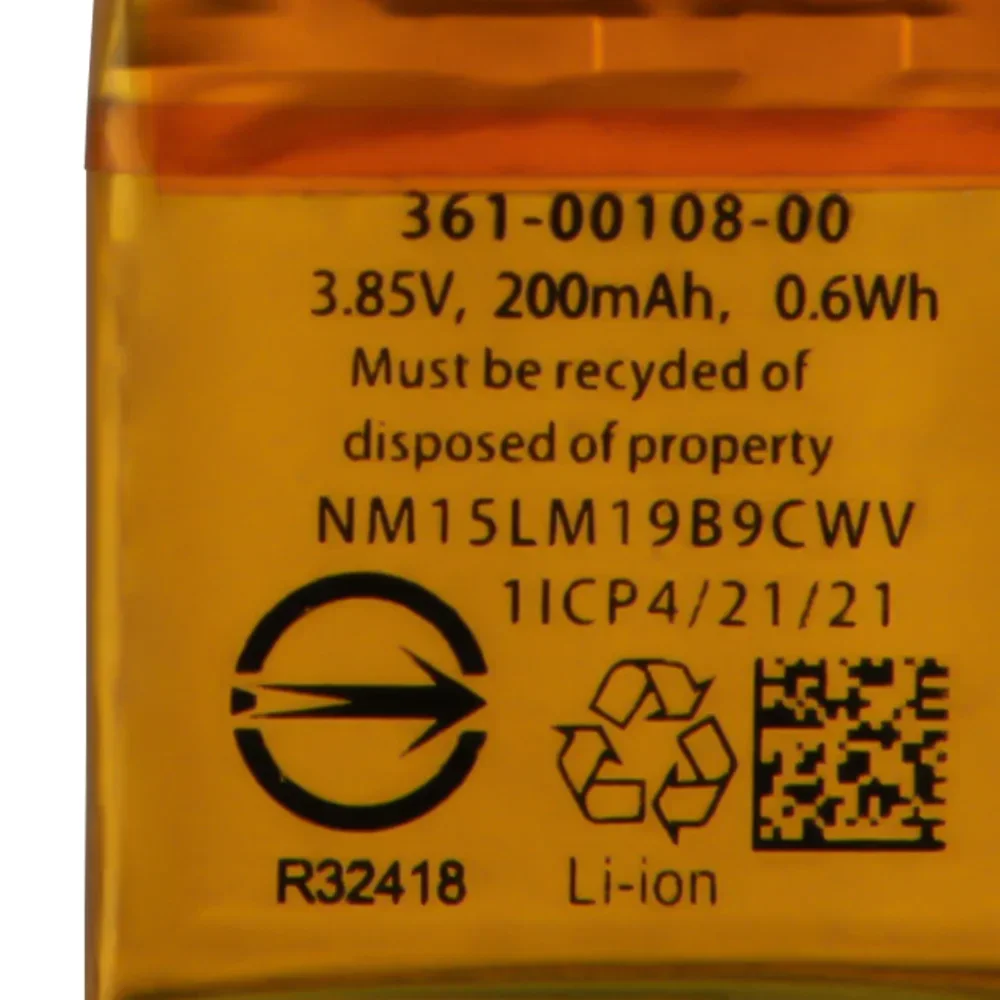 361-00108-00
3.85V, 200mAh, 0.6Wh
Must be recyded of
disposed of property
NM15LM19B9CWV
1ICP4/21/21
R32418
Li-ion